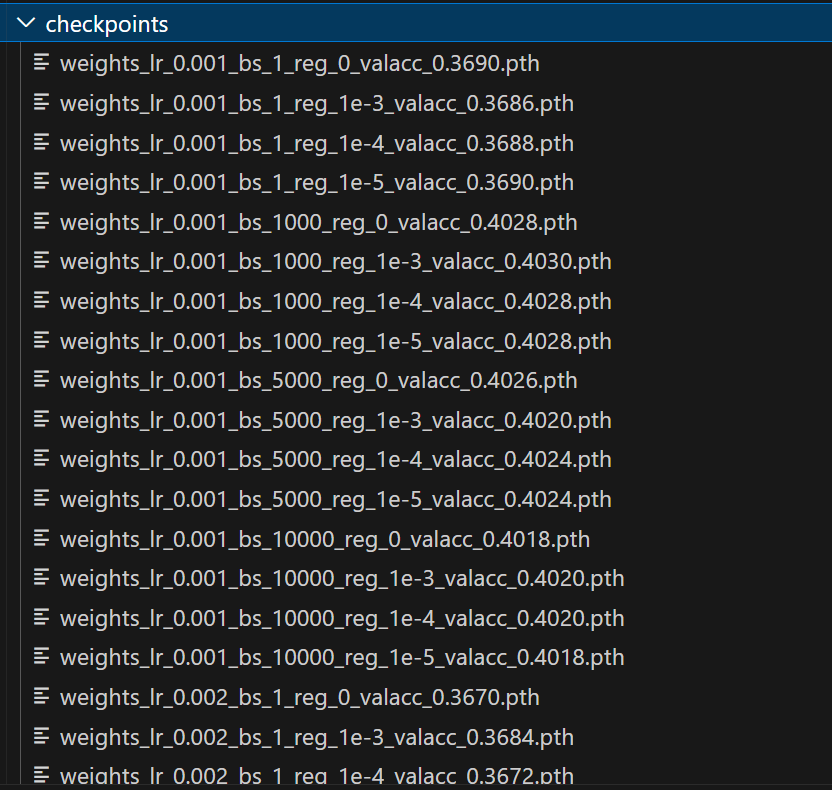 checkpoints
weights_lr_0.001_bs_1_reg_0_valacc_0.3690.pth
weights_lr_0.001_bs_1_reg_1e-3_valacc_0.3686.pth
weights_lr_0.001_bs_1_reg_1e-4_valacc_0.3688.pth
weights_lr_0.001_bs_1_reg_1e-5_valacc_0.3690.pth
weights_lr_0.001_bs_1000_reg_0_valacc_0.4028.pth
weights_lr_0.001_bs_1000_reg_1e-3_valacc_0.4030.pth
weights_lr_0.001_bs_1000_reg_1e-4_valacc_0.4028.pth
weights_lr_0.001_bs_1000_reg_1e-5_valacc_0.4028.pth
weights_lr_0.001_bs_5000_reg_0_valacc_0.4026.pth
weights_lr_0.001_bs_5000_reg_1e-3_valacc_0.4020.pth
weights_lr_0.001_bs_5000_reg_1e-4_valacc_0.4024.pth
weights_lr_0.001_bs_5000_reg_1e-5_valacc_0.4024.pth
weights_lr_0.001_bs_10000_reg_0_valacc_0.4018.pth
weights_lr_0.001_bs_10000_reg_1e-3_valacc_0.4020.pth
weights_lr_0.001_bs_10000_reg_1e-4_valacc_0.4020.pth
weights_lr_0.001_bs_10000_reg_1e-5_valacc_0.4018.pth
weights_lr_0.002_bs_1_reg_0_valacc_0.3670.pth
weights_lr_0.002_bs_1_reg_1e-3_valacc_0.3684.pth
weights_lr_0.002_bs_1_reg_1e-4_valacc_0.3672.pth